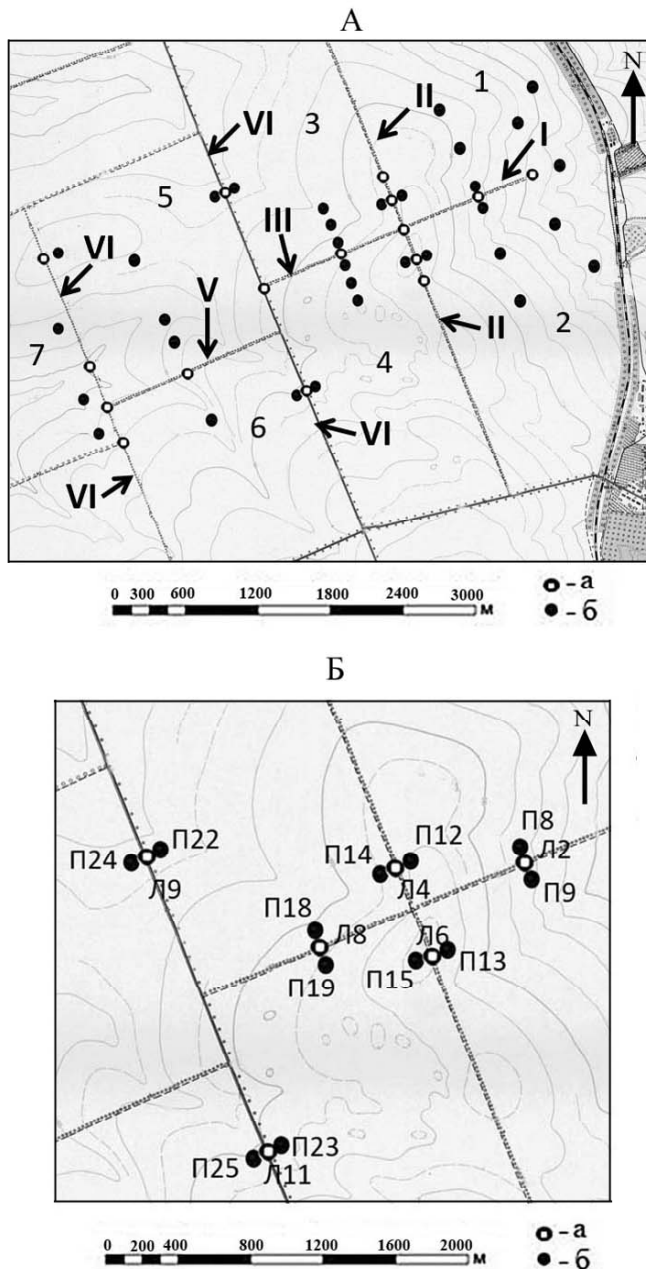 А
N
1
II
I
3
VI
5
III
VI
V
II
2
4
7
6
VI
VI
0 300 600 1200 1800 2400 3000 м
- а
- б
Б
N
П22
П24
Л9
П12
П14
Л4
П8
Л2
П9
П18
Л8
Л6
П13
П15
П19
П23
П25
Л11
0 200 400 800 1200 1600 2000 м
- а
- б